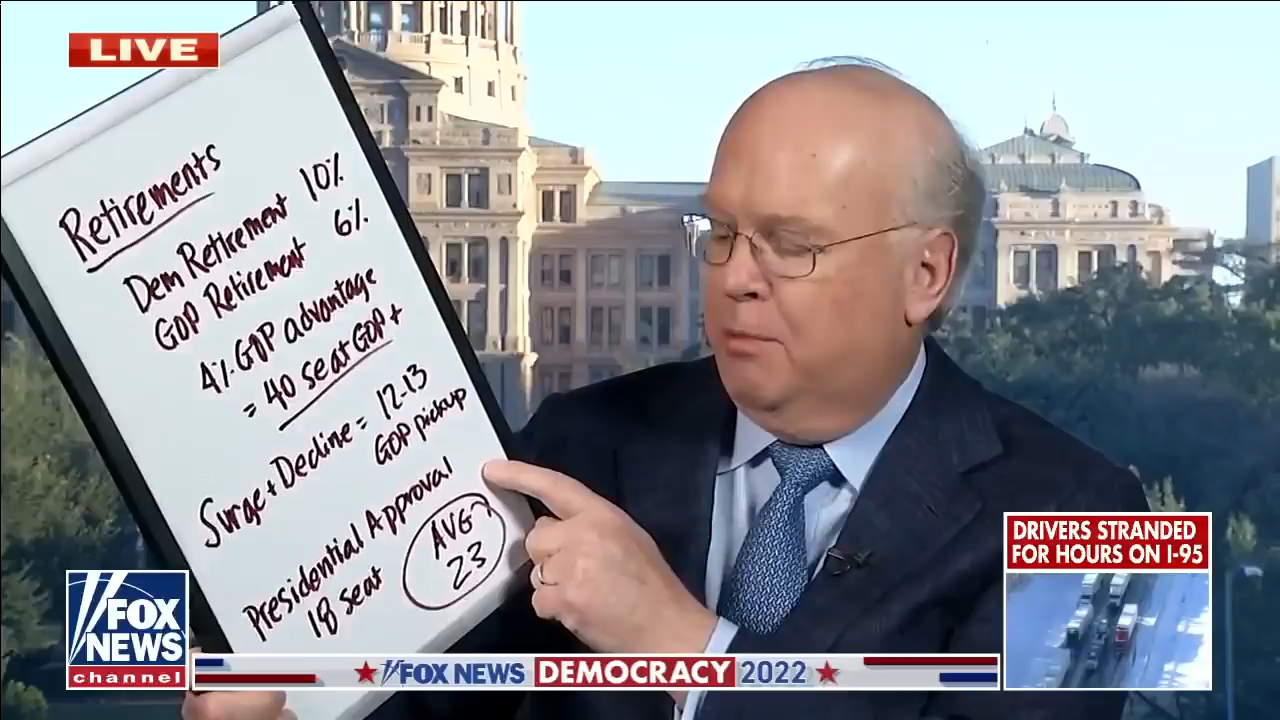 LIVE
Retirements
Dem Retirement 10%
GOP Retirement 6%
4% GOP advantage
= 40 seat GOP +
Surge + Decline = 12-13
GOP pickup
Presidential Approval
18 seat
AVG
23
DRIVERS STRANDED
FOR HOURS ON I-95
FOX
NEWS
channel
FOX NEWS DEMOCRACY 2022